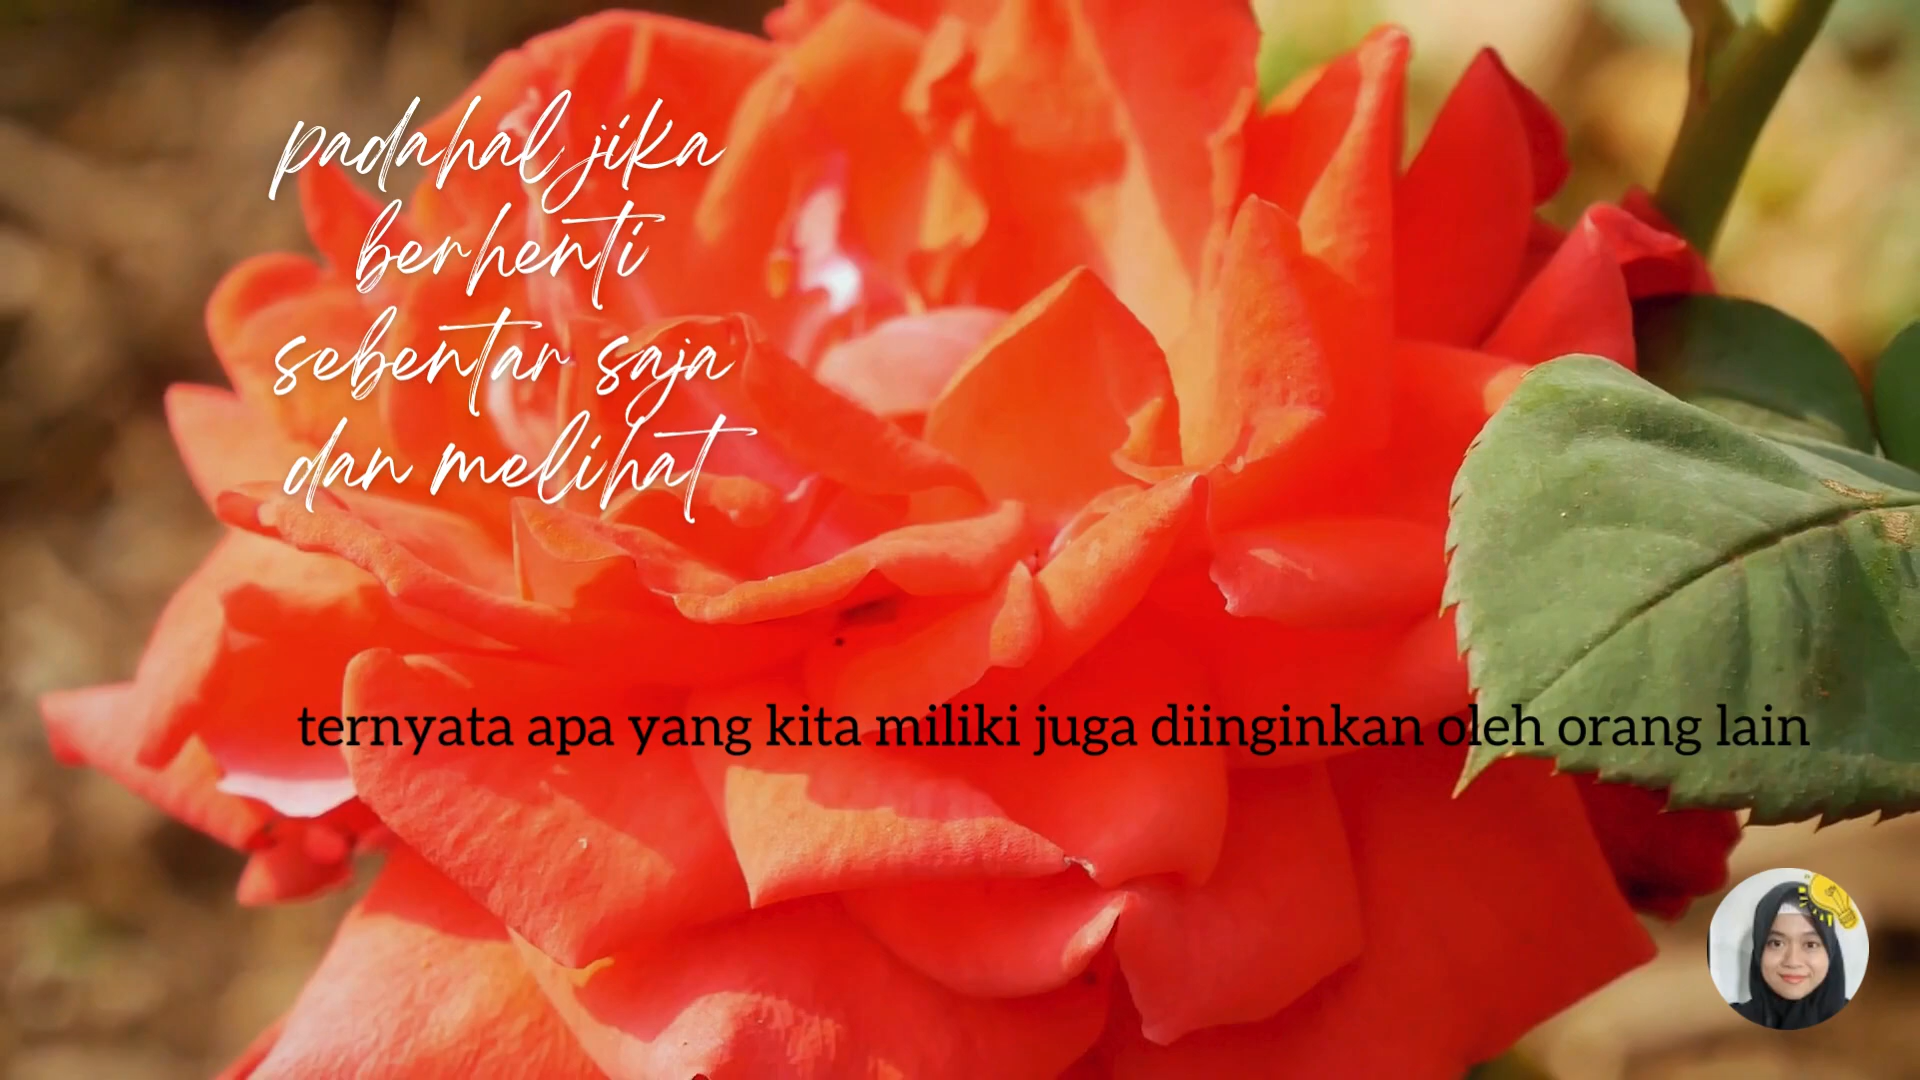 padahal jika
berhenti
sebentar saja
dan melihat
ternyata apa yang kita miliki juga diinginkan oleh orang lain